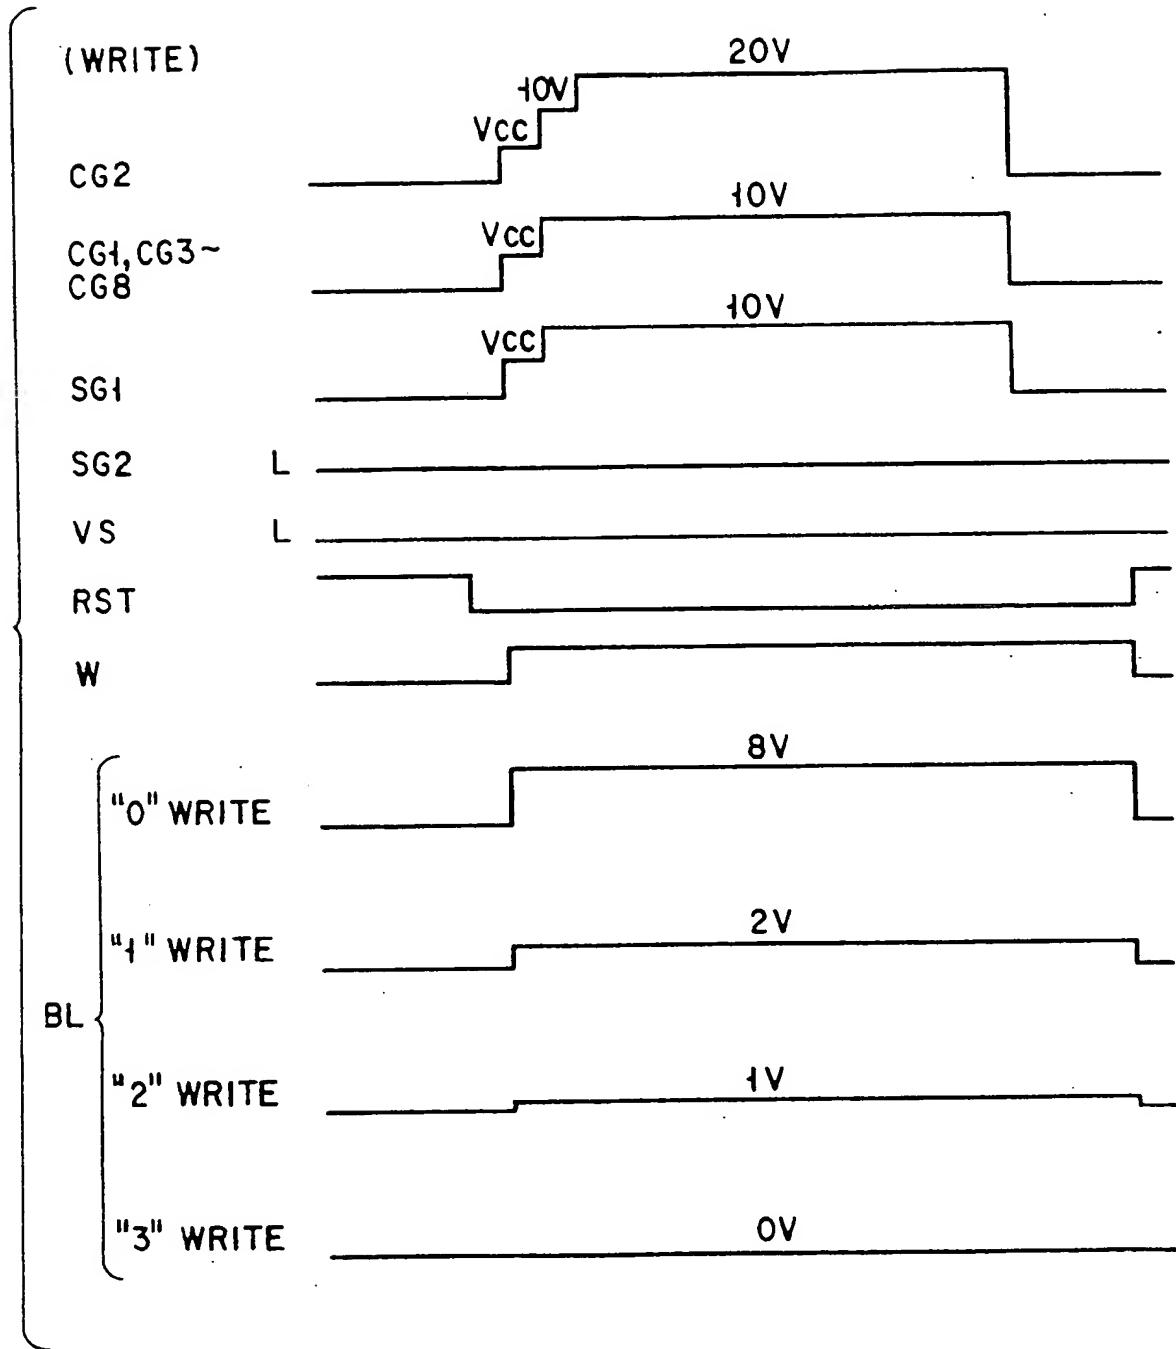 (WRITE)
20V
10V
VCC
CG2
10V
VCC
CG1, CG3~
CG8
10V
VCC
SG1
SG2 L
VS L
RST
W
8V
"0" WRITE
2V
"1" WRITE
BL
1V
"2" WRITE
0V
"3" WRITE